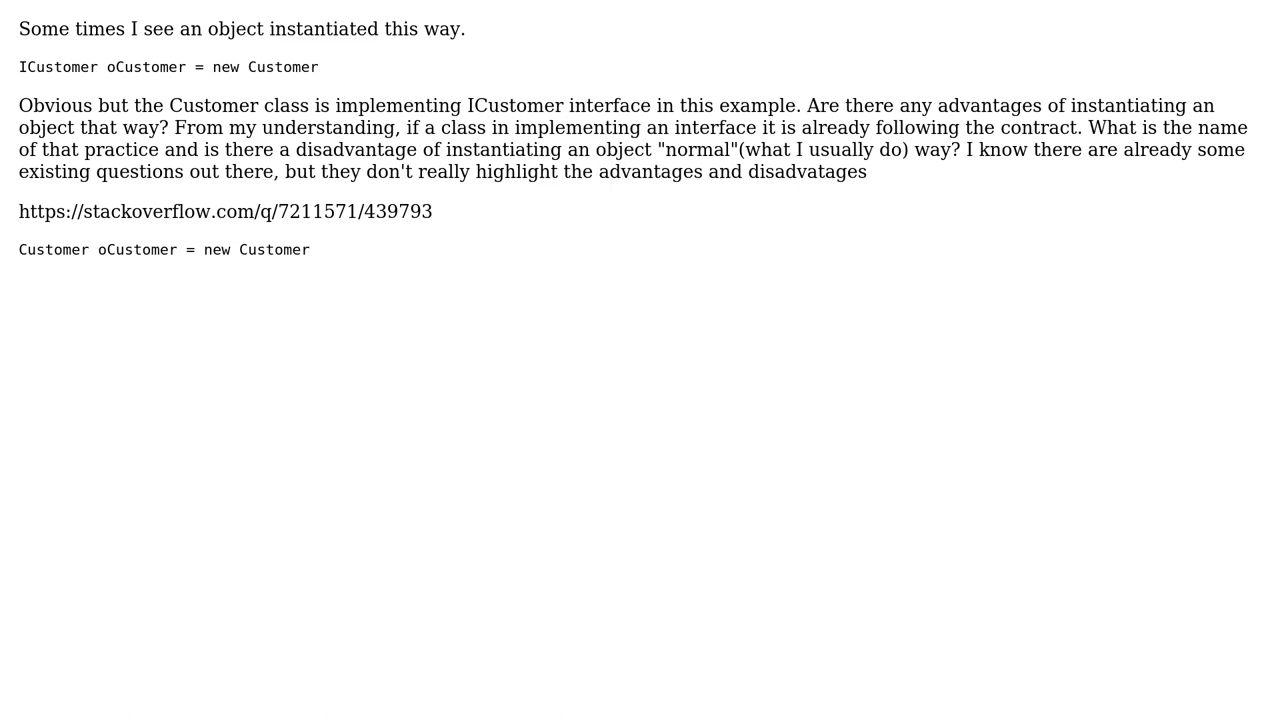 Some times I see an object instantiated this way.
ICustomer oCustomer = new Customer
Obvious but the Customer class is implementing ICustomer interface in this example. Are there any advantages of instantiating an
object that way? From my understanding, if a class in implementing an interface it is already following the contract. What is the name
of that practice and is there a disadvantage of instantiating an object "normal"(what I usually do) way? I know there are already some
existing questions out there, but they don't really highlight the advantages and disadvatages
https://stackoverflow.com/q/7211571/439793
Customer oCustomer = new Customer